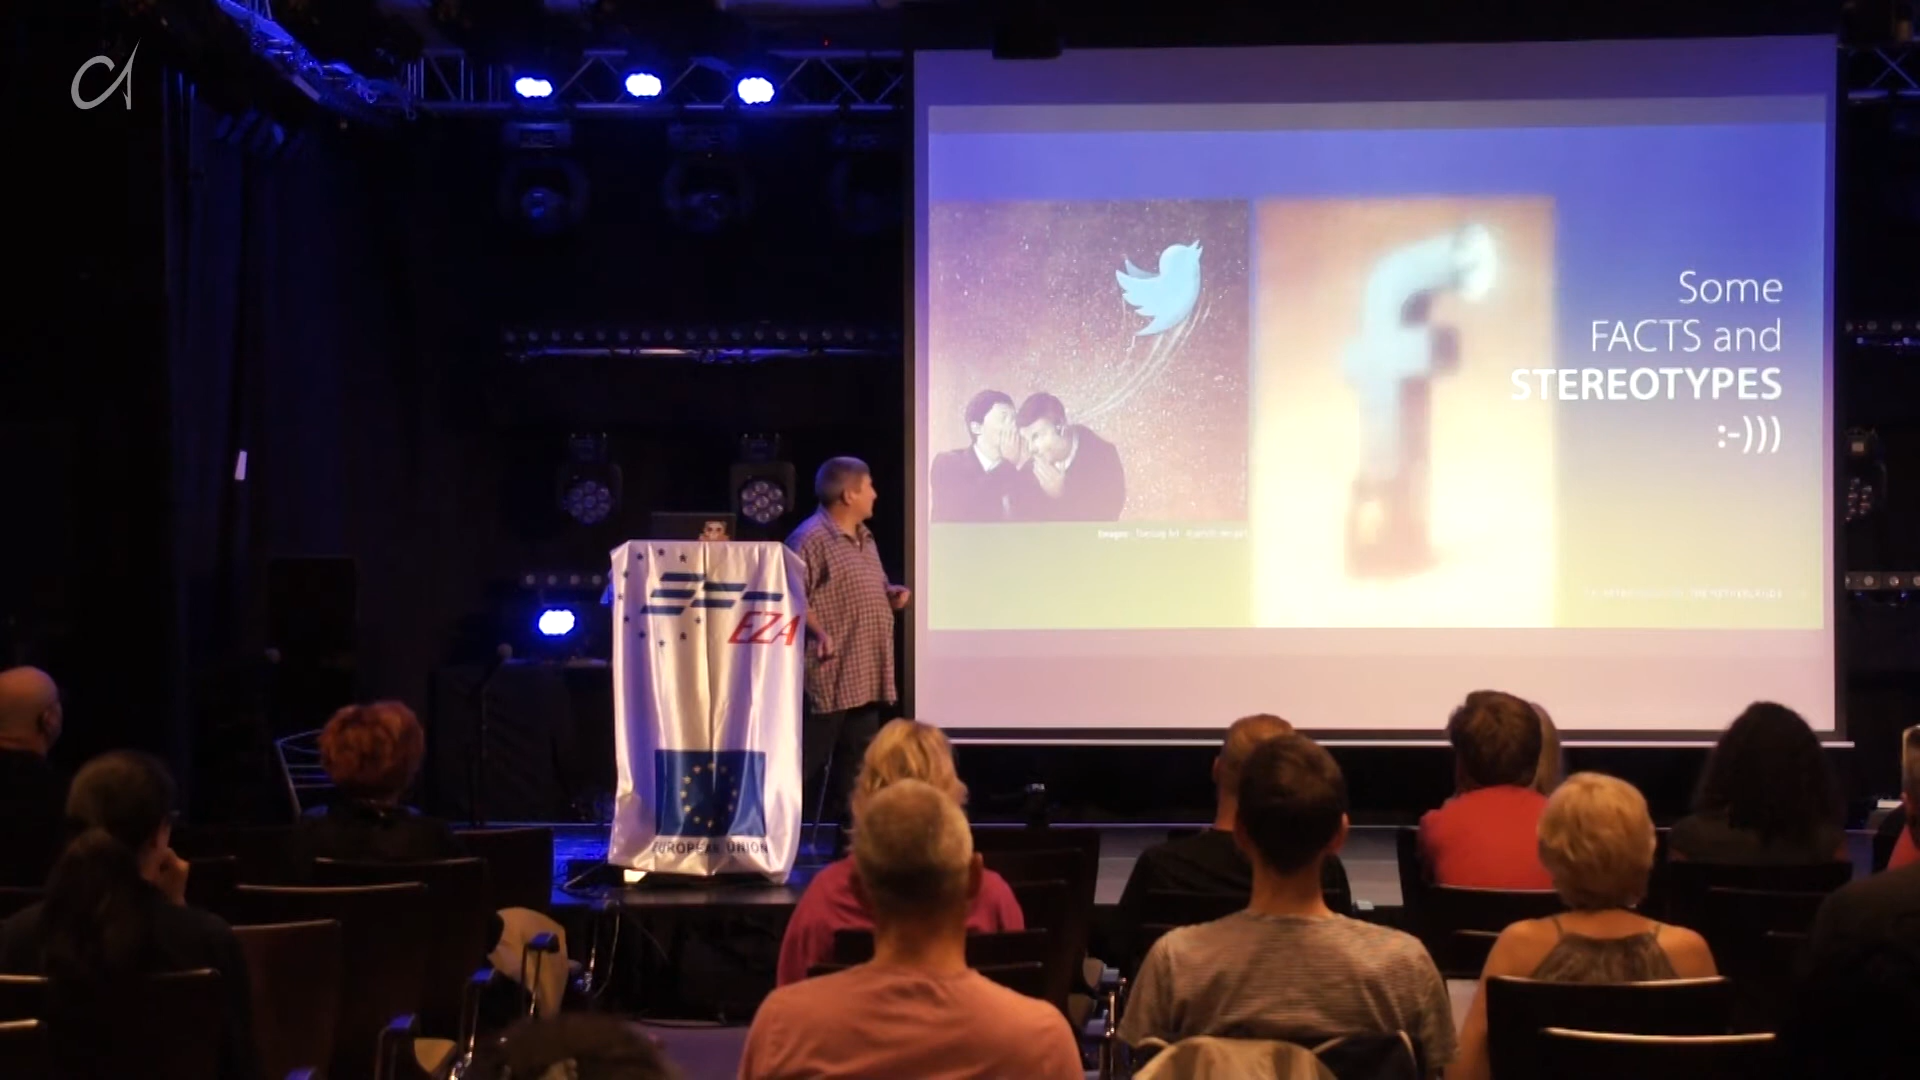 Some
FACTS and
STEREOTYPES
:-)))
EZA
EUROPEAN UNION